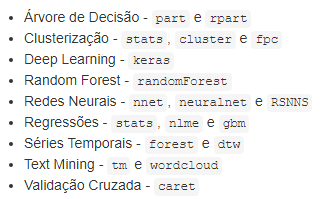 • Árvore de Decisão - part e rpart
• Clusterização - stats, cluster e fpc
• Deep Learning - keras
• Random Forest - randomForest
• Redes Neurais - nnet, neuralnet e RSNNS
• Regressões - stats, nlme e gbm
• Séries Temporais - forest e dtw
• Text Mining - tm e wordcloud
• Validação Cruzada - caret